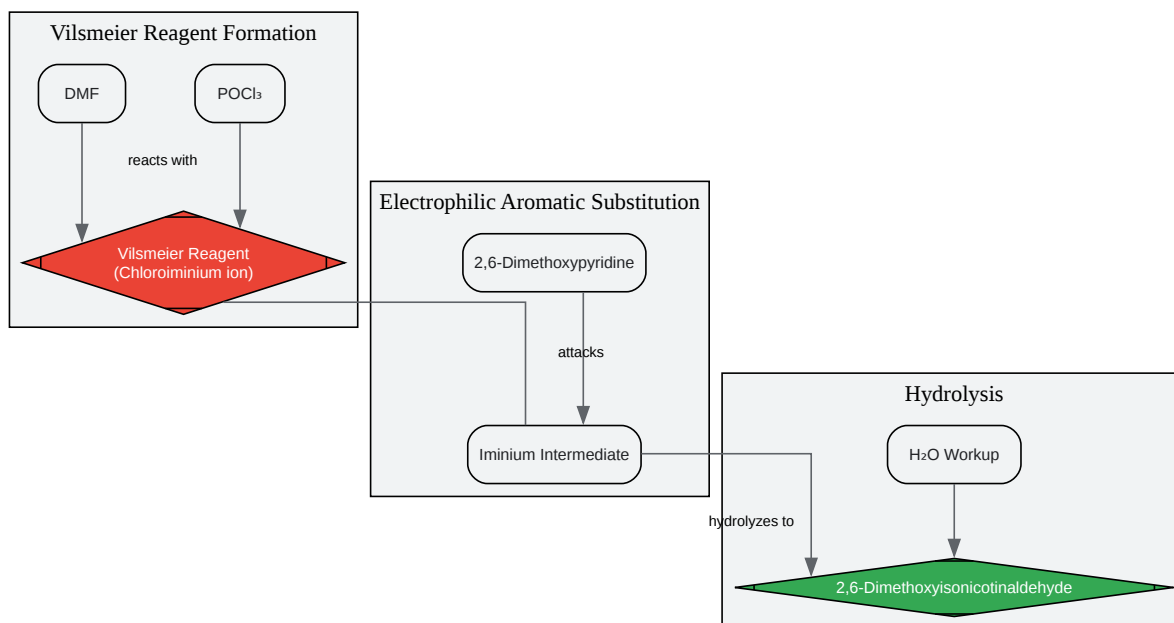 Vilsmeier Reagent Formation
DMF
POCl₃
reacts with
Vilsmeier Reagent
(Chloroiminium ion)
Electrophilic Aromatic Substitution
2,6-Dimethoxypyridine
attacks
Iminium Intermediate
Hydrolysis
H₂O Workup
hydrolyzes to
2,6-Dimethoxyisonicotinaldehyde